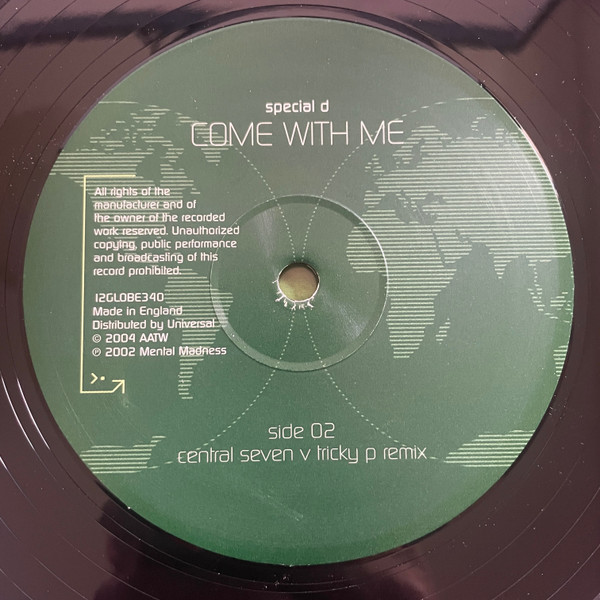 special d
COME WITH ME
All rights of the
manufacturer and of
the owner of the recorded
work reserved. Unauthorized
copying, public performance
and broadcasting of this
record prohibited.
12GLOBE340
Made in England
Distributed by Universal
© 2004 AATW
℗ 2002 Mental Madness
side 02
central seven v tricky p remix